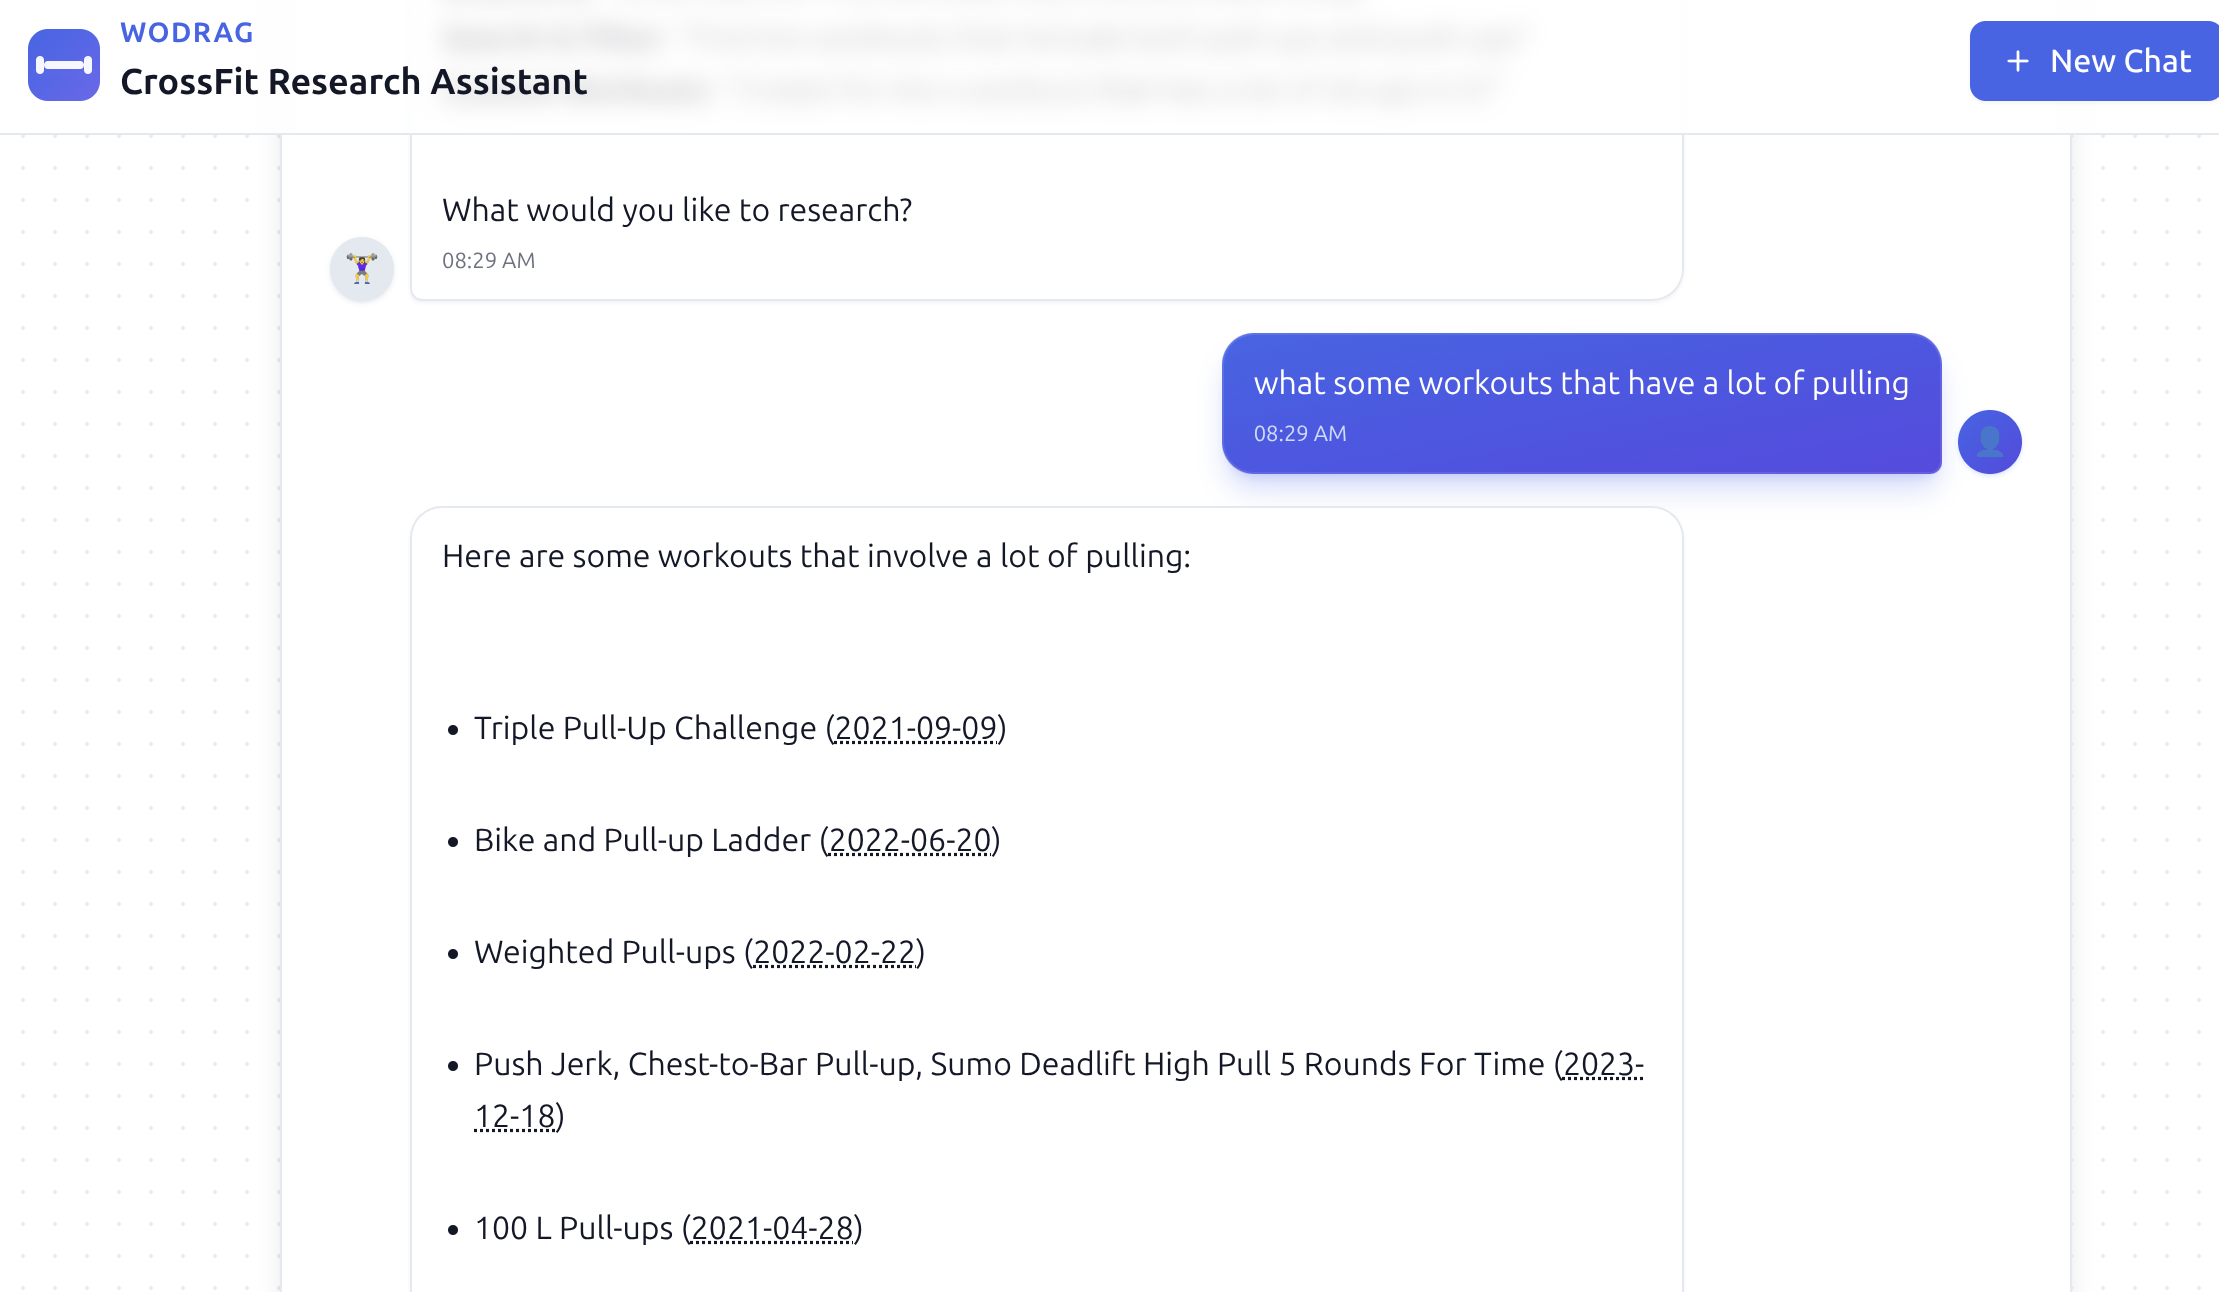 WODRAG
CrossFit Research Assistant
+ New Chat
What would you like to research?
08:29 AM
what some workouts that have a lot of pulling
08:29 AM
Here are some workouts that involve a lot of pulling:
• Triple Pull-Up Challenge (2021-09-09)
• Bike and Pull-up Ladder (2022-06-20)
• Weighted Pull-ups (2022-02-22)
• Push Jerk, Chest-to-Bar Pull-up, Sumo Deadlift High Pull 5 Rounds For Time (2023-
12-18)
• 100 L Pull-ups (2021-04-28)